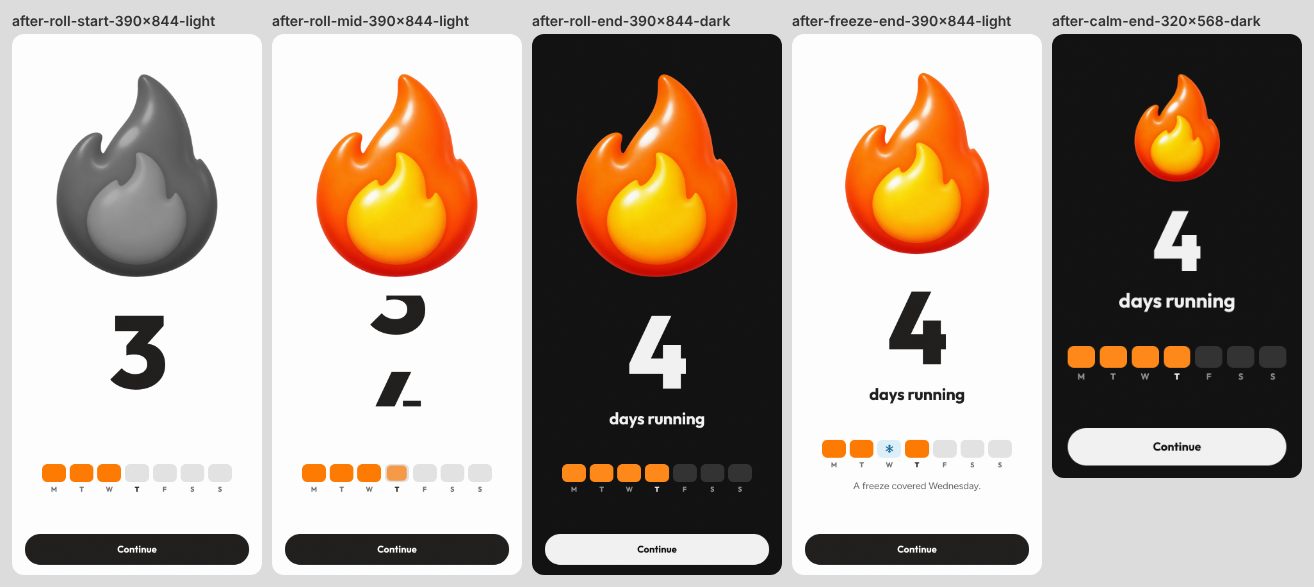 after-roll-start-390×844-light
3
M T W T F S S
Continue
after-roll-mid-390×844-light
3
4
M T W T F S S
Continue
after-roll-end-390×844-dark
4
days running
M T W T F S S
Continue
after-freeze-end-390×844-light
4
days running
M T W T F S S
A freeze covered Wednesday.
Continue
after-calm-end-320×568-dark
4
days running
M T W T F S S
Continue